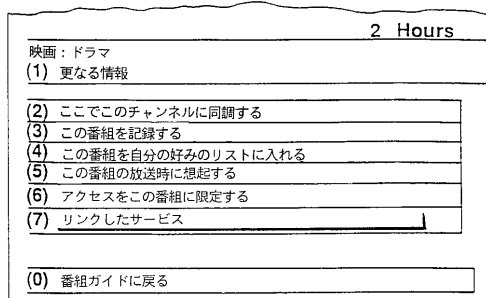 2 Hours
映画：ドラマ
(1) 更なる情報
(2) ここでこのチャンネルに同調する
(3) この番組を記録する
(4) この番組を自分の好みのリストに入れる
(5) この番組の放送時に想起する
(6) アクセスをこの番組に限定する
(7) リンクしたサービス
(0) 番組ガイドに戻る